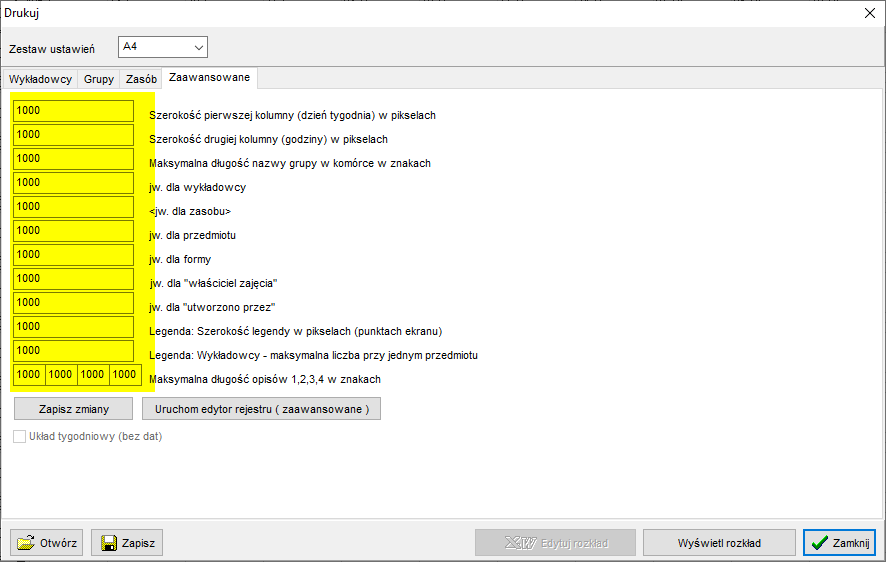 Drukuj
Zestaw ustawień A4
Wykładowcy Grupy Zasób Zaawansowane
1000 Szerokość pierwszej kolumny (dzień tygodnia) w pikselach
1000 Szerokość drugiej kolumny (godziny) w pikselach
1000 Maksymalna długość nazwy grupy w komórce w znakach
1000 jw. dla wykładowcy
1000 <jw. dla zasobu>
1000 jw. dla przedmiotu
1000 jw. dla formy
1000 jw. dla "właściciel zajęcia"
1000 jw. dla "utworzono przez"
1000 Legenda: Szerokość legendy w pikselach (punktach ekranu)
1000 Legenda: Wykładowcy - maksymalna liczba przy jednym przedmiotu
1000 1000 1000 1000 Maksymalna długość opisów 1,2,3,4 w znakach
Zapisz zmiany Uruchom edytor rejestru ( zaawansowane )
Układ tygodniowy (bez dat)
Otwórz Zapisz Edytuj rozkład Wyświetl rozkład Zamknij